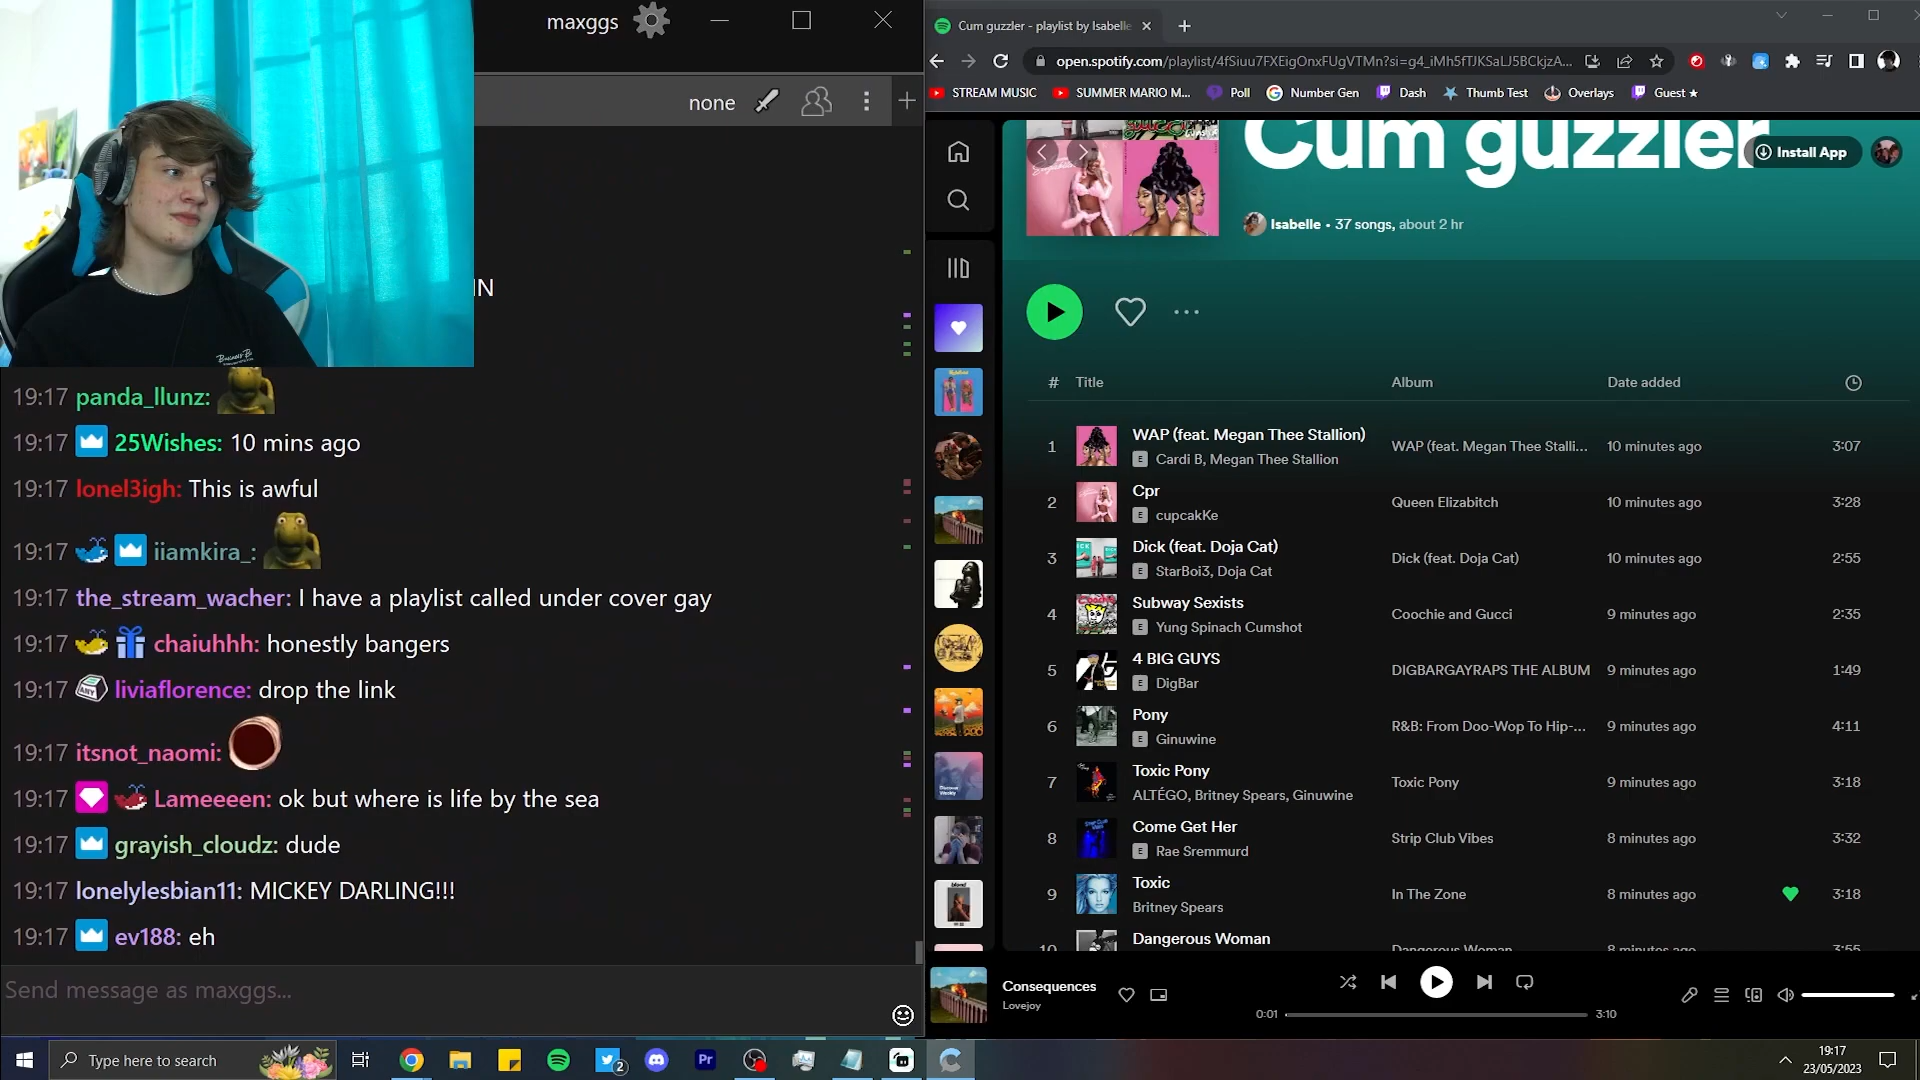 maxggs
none
IN
19:17 panda_llunz:
19:17 25Wishes: 10 mins ago
19:17 lonel3igh: This is awful
19:17 iiamkira_:
19:17 the_stream_wacher: I have a playlist called under cover gay
19:17 chaiuhhh: honestly bangers
19:17 liviaflorence: drop the link
19:17 itsnot_naomi:
19:17 Lameeeen: ok but where is life by the sea
19:17 grayish_cloudz: dude
19:17 lonelylesbian11: MICKEY DARLING!!!
19:17 ev188: eh
Send message as maxggs...
Cum guzzler - playlist by Isabelle
open.spotify.com/playlist/4fSiuu7FXEigOnxFUgVTMn?si=g4_iMh5fTJKSaLJ5BCkjzA...
STREAM MUSIC SUMMER MARIO M... Poll Number Gen Dash Thumb Test Overlays Guest ★
Cum guzzler
Install App
Isabelle • 37 songs, about 2 hr
# Title Album Date added
1 WAP (feat. Megan Thee Stallion) WAP (feat. Megan Thee Stalli... 10 minutes ago 3:07
E Cardi B, Megan Thee Stallion
2 Cpr Queen Elizabitch 10 minutes ago 3:28
E cupcakKe
3 Dick (feat. Doja Cat) Dick (feat. Doja Cat) 10 minutes ago 2:55
E StarBoi3, Doja Cat
4 Subway Sexists Coochie and Gucci 9 minutes ago 2:35
E Yung Spinach Cumshot
5 4 BIG GUYS DIGBARGAYRAPS THE ALBUM 9 minutes ago 1:49
E DigBar
6 Pony R&B: From Doo-Wop To Hip-... 9 minutes ago 4:11
E Ginuwine
7 Toxic Pony Toxic Pony 9 minutes ago 3:18
ALTÉGO, Britney Spears, Ginuwine
8 Come Get Her Strip Club Vibes 8 minutes ago 3:32
E Rae Sremmurd
9 Toxic In The Zone 8 minutes ago 3:18
Britney Spears
10 Dangerous Woman Dangerous Woman 8 minutes ago 3:55
Consequences
Lovejoy
0:01 3:10
Type here to search
2
Pr
19:17
23/05/2023